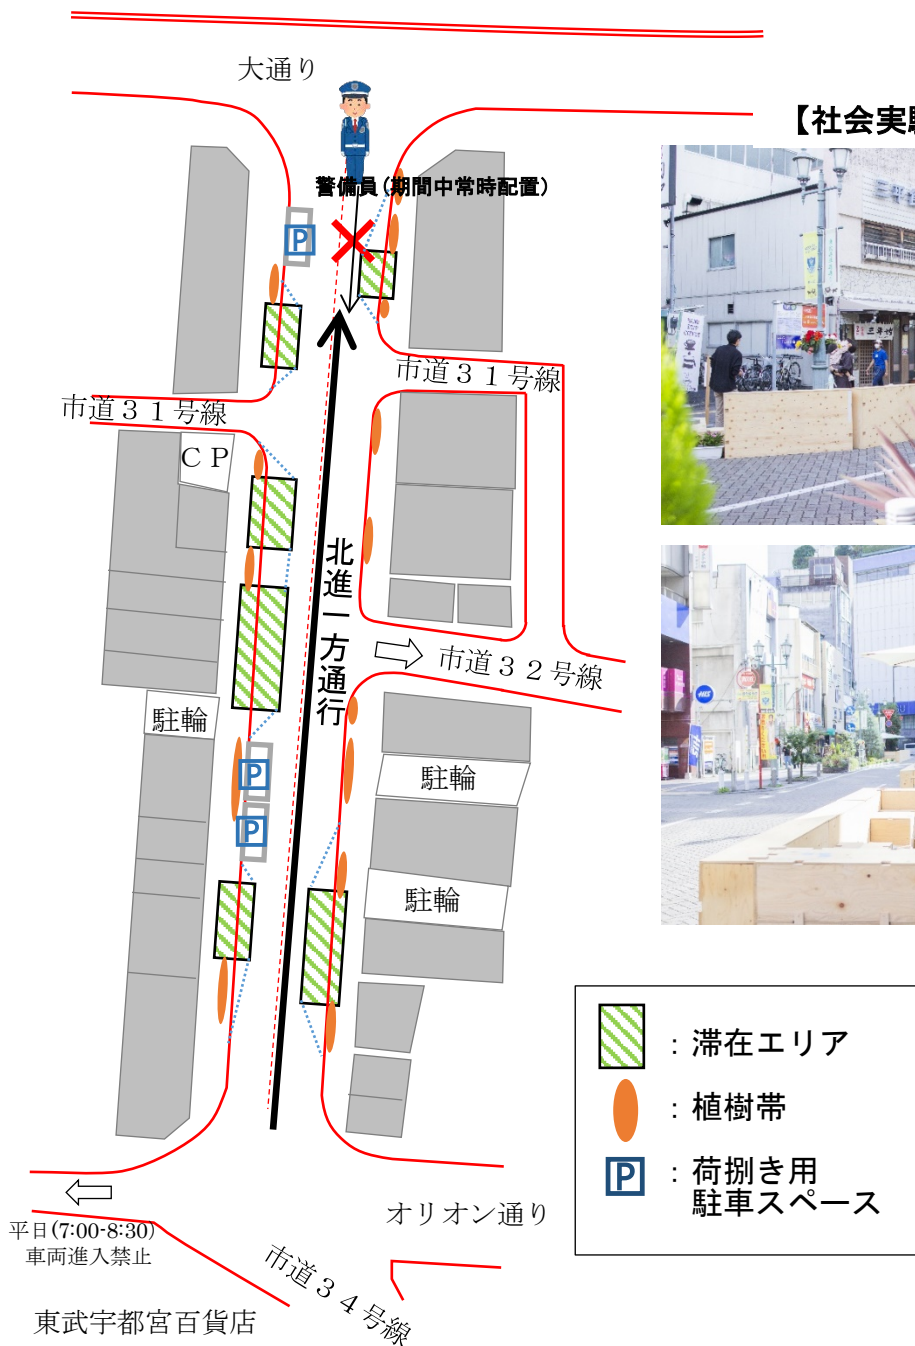 大通り
【社会実
警備員(期間中常時配置)
P
市道３１号線
市道３１号線
ＣＰ
北進一方通行
市道３２号線
駐輪
P
駐輪
P
駐輪
：滞在エリア
：植樹帯
P
：荷捌き用
駐車スペース
オリオン通り
平日(7:00-8:30)
車両進入禁止
市道３４号線
東武宇都宮百貨店
三平坊
HIS
HIS